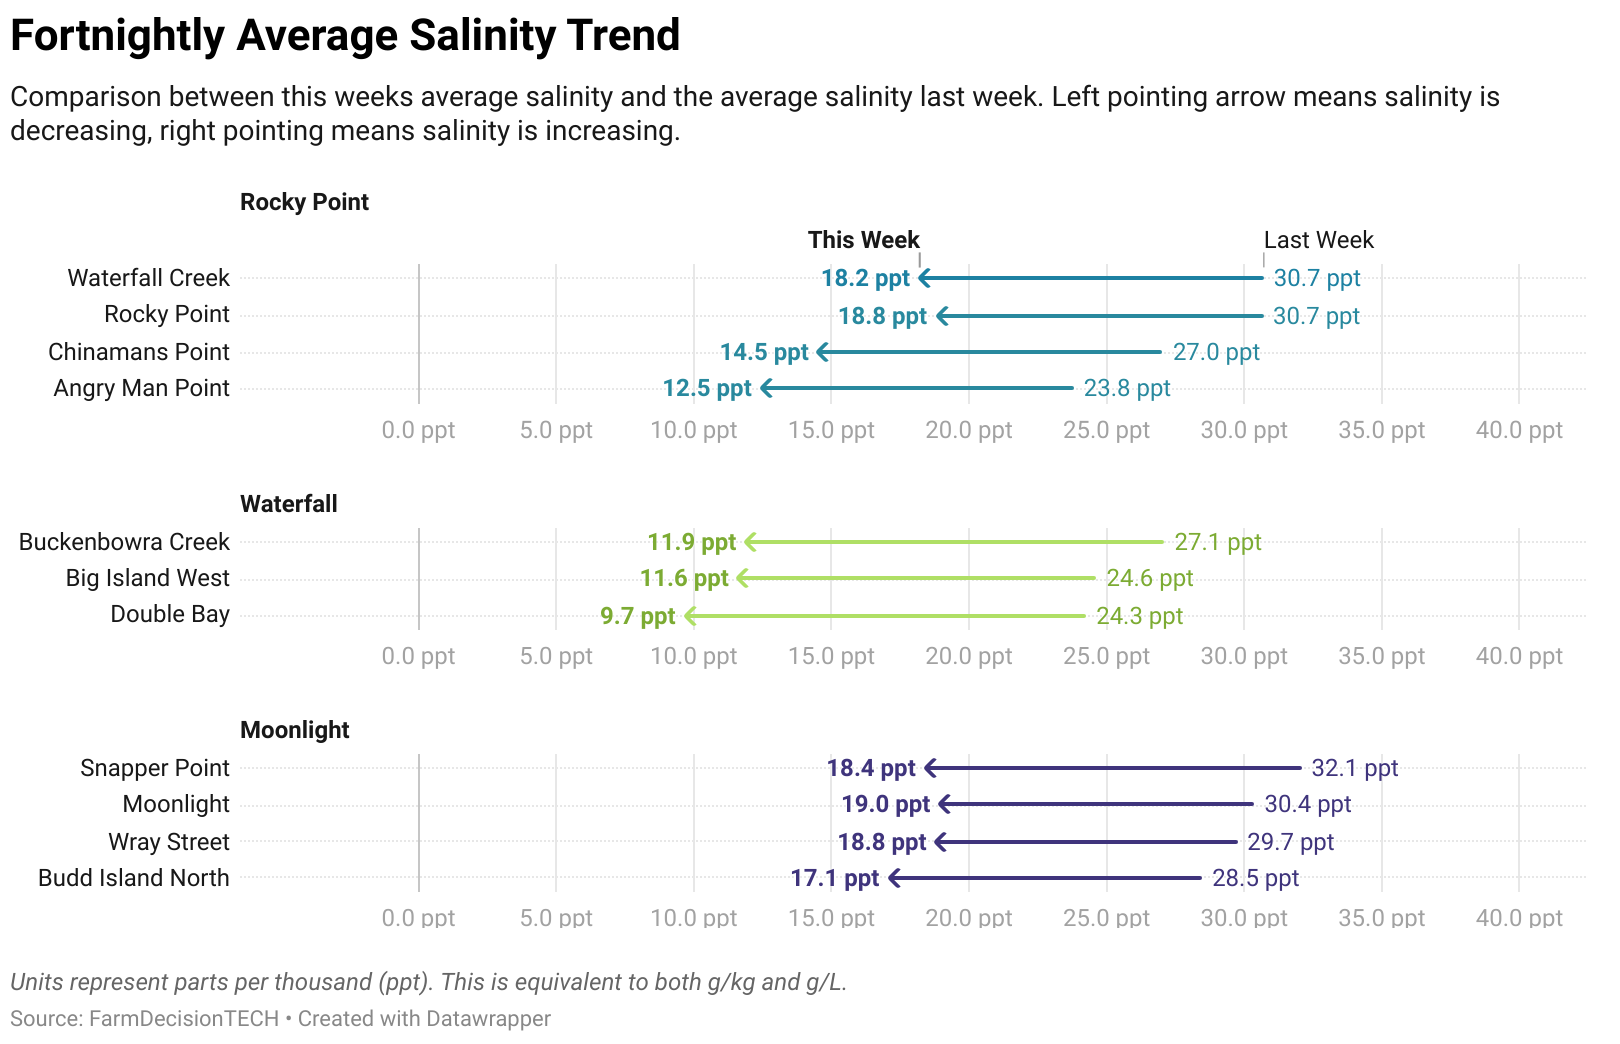 Fortnightly Average Salinity Trend
Comparison between this weeks average salinity and the average salinity last week. Left pointing arrow means salinity is
decreasing, right pointing means salinity is increasing.
Rocky Point
This Week Last Week
Waterfall Creek 18.2 ppt 30.7 ppt
Rocky Point 18.8 ppt 30.7 ppt
Chinamans Point 14.5 ppt 27.0 ppt
Angry Man Point 12.5 ppt 23.8 ppt
0.0 ppt 5.0 ppt 10.0 ppt 15.0 ppt 20.0 ppt 25.0 ppt 30.0 ppt 35.0 ppt 40.0 ppt
Waterfall
Buckenbowra Creek 11.9 ppt 27.1 ppt
Big Island West 11.6 ppt 24.6 ppt
Double Bay 9.7 ppt 24.3 ppt
0.0 ppt 5.0 ppt 10.0 ppt 15.0 ppt 20.0 ppt 25.0 ppt 30.0 ppt 35.0 ppt 40.0 ppt
Moonlight
Snapper Point 18.4 ppt 32.1 ppt
Moonlight 19.0 ppt 30.4 ppt
Wray Street 18.8 ppt 29.7 ppt
Budd Island North 17.1 ppt 28.5 ppt
0.0 ppt 5.0 ppt 10.0 ppt 15.0 ppt 20.0 ppt 25.0 ppt 30.0 ppt 35.0 ppt 40.0 ppt
Units represent parts per thousand (ppt). This is equivalent to both g/kg and g/L.
Source: FarmDecisionTECH • Created with Datawrapper